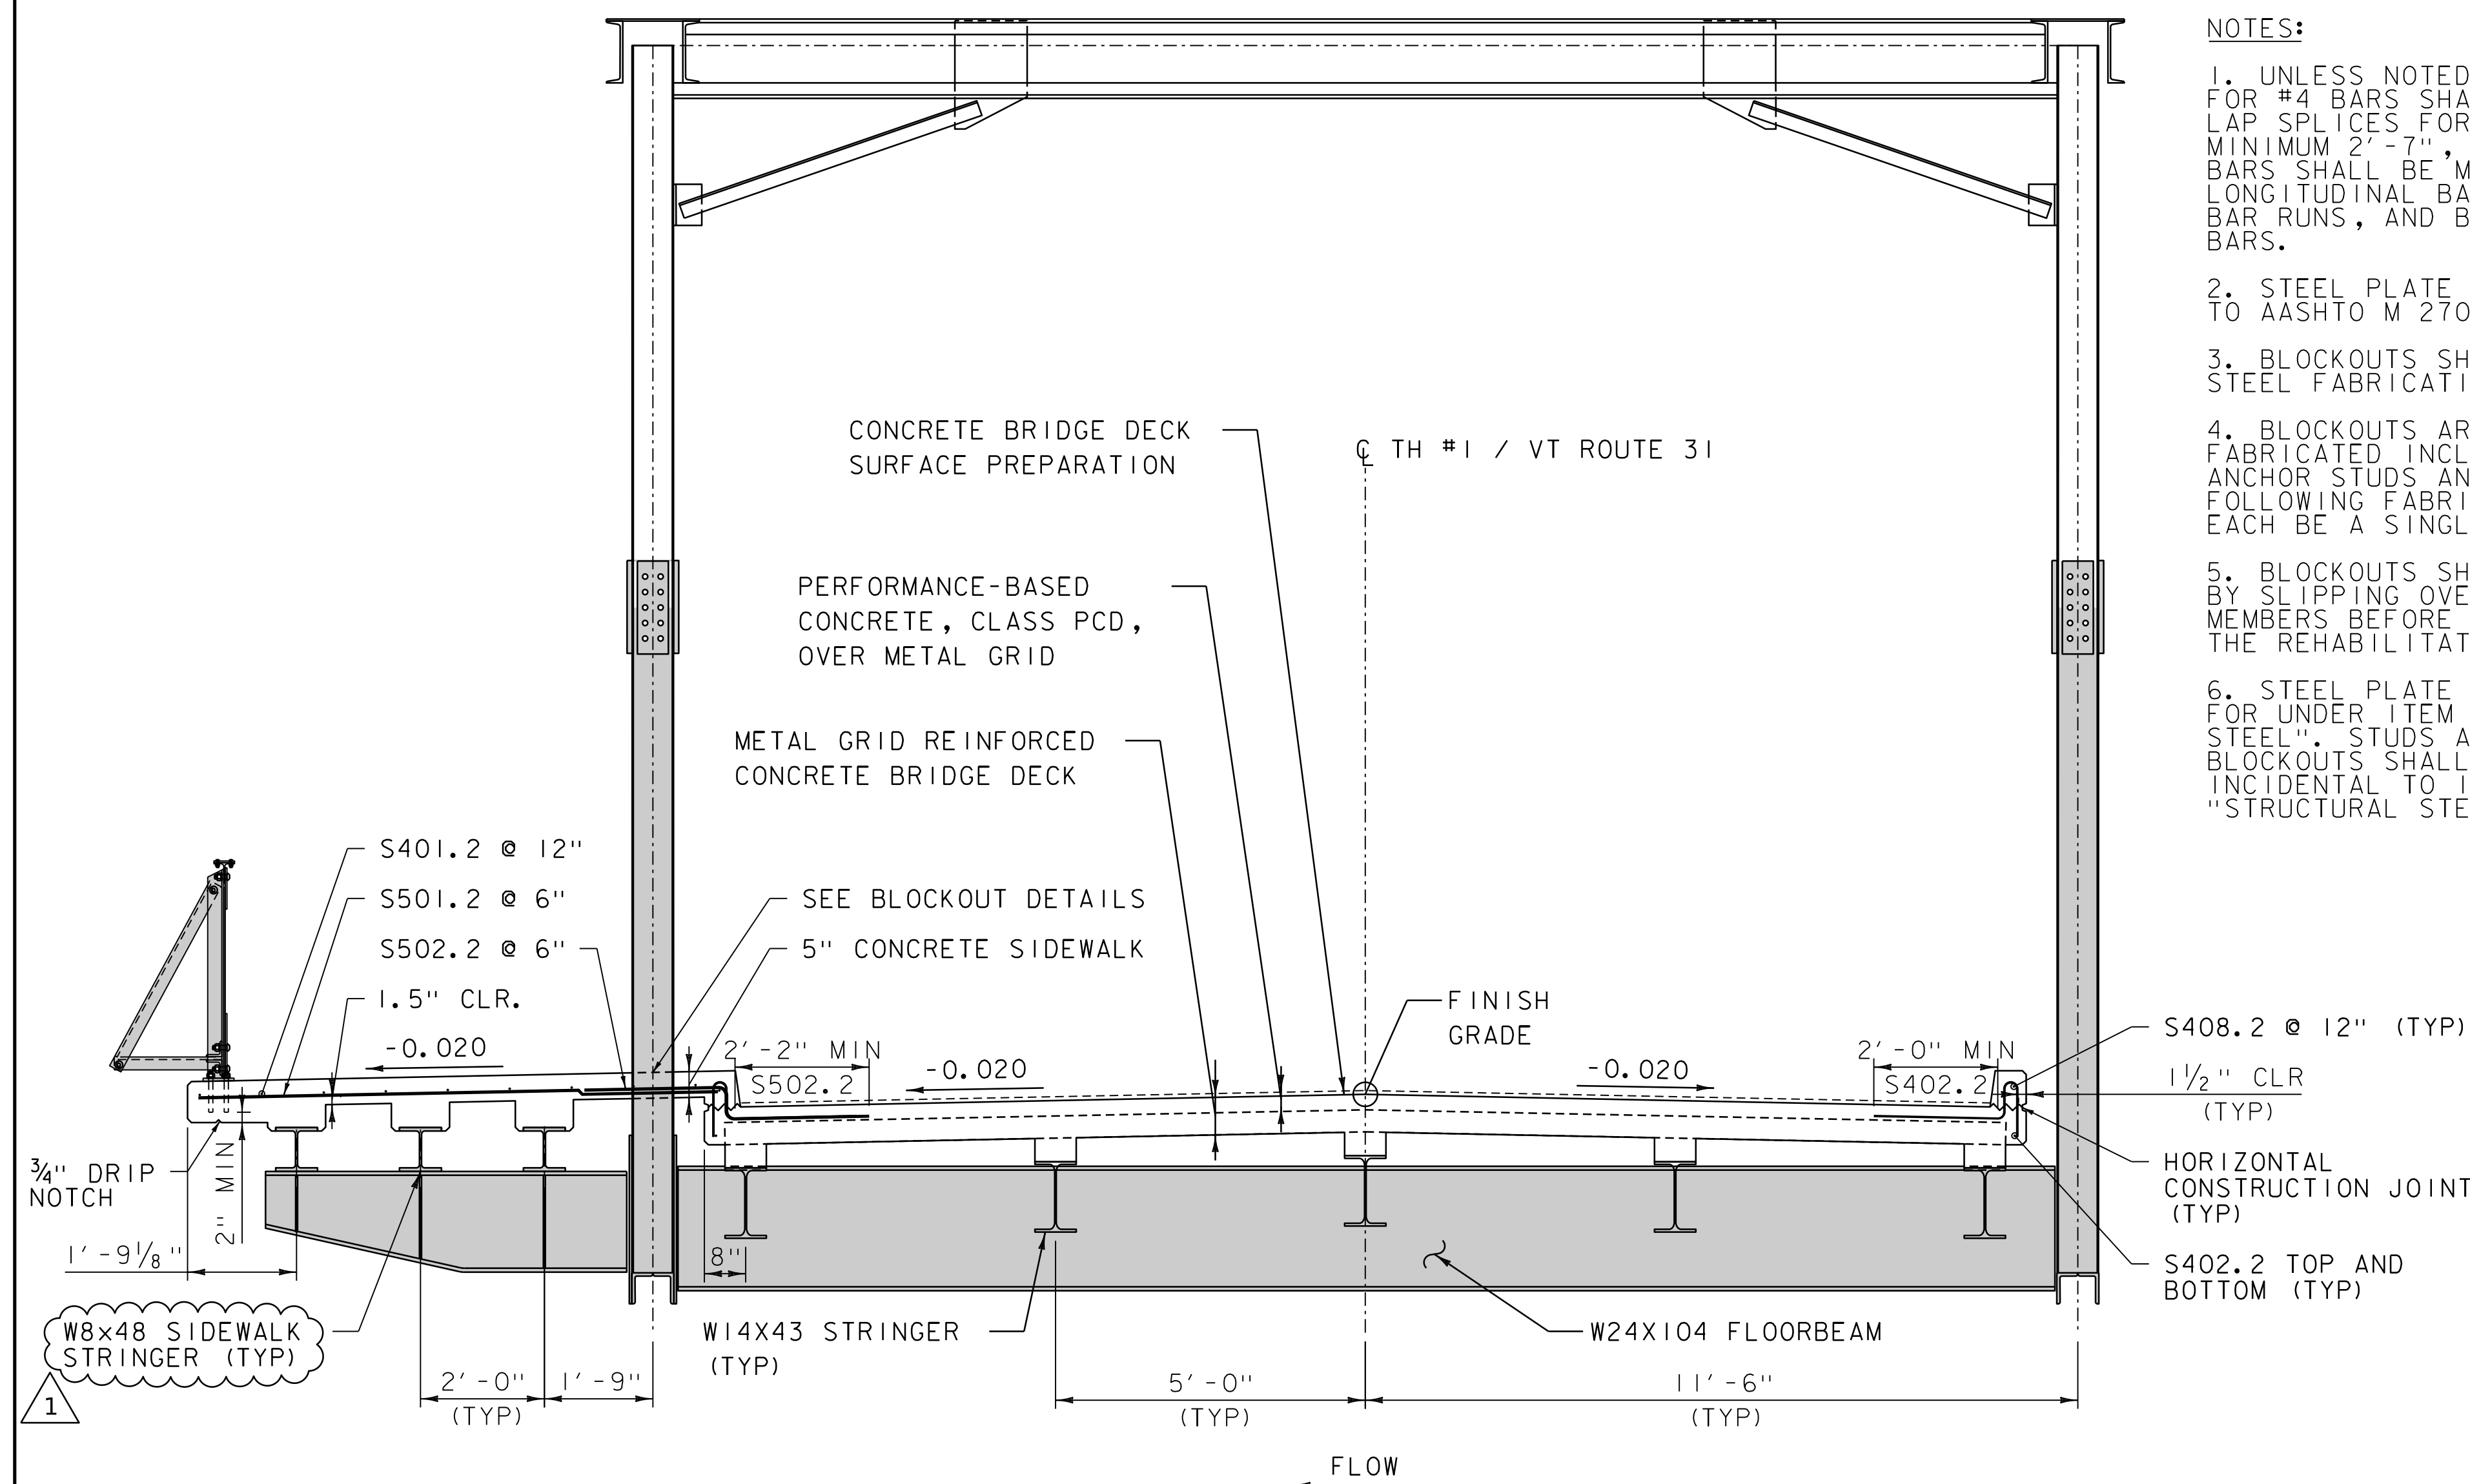 NOTES:
1. UNLESS NOTED
FOR #4 BARS SHA
LAP SPLICES FOR
MINIMUM 2'-7",
BARS SHALL BE M
LONGITUDINAL BA
BAR RUNS, AND B
BARS.
2. STEEL PLATE
TO AASHTO M 270
3. BLOCKOUTS SH
STEEL FABRICATI
4. BLOCKOUTS AR
FABRICATED INCL
ANCHOR STUDS AN
FOLLOWING FABRI
EACH BE A SINGL
5. BLOCKOUTS SH
BY SLIPPING OVE
MEMBERS BEFORE
THE REHABILITAT
6. STEEL PLATE
FOR UNDER ITEM
STEEL". STUDS A
BLOCKOUTS SHALL
INCIDENTAL TO I
"STRUCTURAL STE
CONCRETE BRIDGE DECK
SURFACE PREPARATION
℄ TH #1 / VT ROUTE 31
PERFORMANCE-BASED
CONCRETE, CLASS PCD,
OVER METAL GRID
METAL GRID REINFORCED
CONCRETE BRIDGE DECK
S401.2 @ 12"
S501.2 @ 6"
S502.2 @ 6"
1.5" CLR.
-0.020
SEE BLOCKOUT DETAILS
5" CONCRETE SIDEWALK
2'-2" MIN
S502.2
-0.020
FINISH
GRADE
-0.020
2'-0" MIN
S402.2
S408.2 @ 12" (TYP)
1½" CLR
(TYP)
HORIZONTAL
CONSTRUCTION JOINT
(TYP)
S402.2 TOP AND
BOTTOM (TYP)
¾" DRIP
NOTCH
2" MIN
1'-9⅛"
8"
W8x48 SIDEWALK
STRINGER (TYP)
1
W14X43 STRINGER
(TYP)
W24X104 FLOORBEAM
2'-0"
(TYP)
1'-9"
5'-0"
(TYP)
11'-6"
(TYP)
FLOW